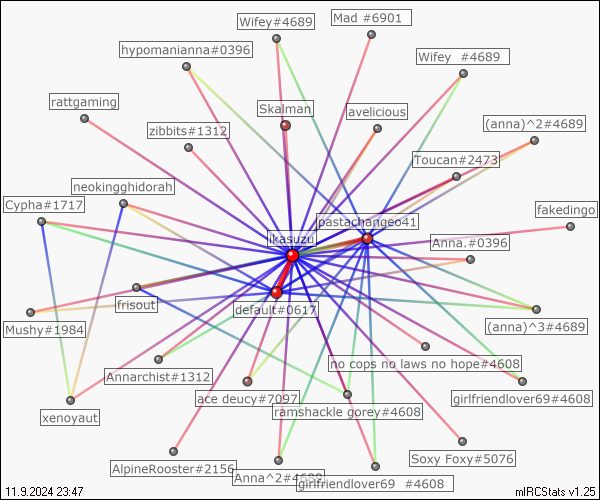 Mad #6901
Wifey#4689
hypomanianna#0396
Wifey  #4689
rattgaming
Skalman
avelicious
zibbits#1312
(anna)^2#4689
Toucan#2473
neokingghidorah
Cypha#1717
fakedingo
pastachangeo41
ikasuzu
Anna.#0396
frisout
default#0617
Mushy#1984
(anna)^3#4689
no cops no laws no hope#4608
Annarchist#1312
ace deucy#7097
girlfriendlover69#4608
ramshackle gorey#4608
xenoyaut
Soxy Foxy#5076
AlpineRooster#2156
Anna^2#4689
girlfriendlover69  #4608
11.9.2024 23:47
mIRCStats v1.25